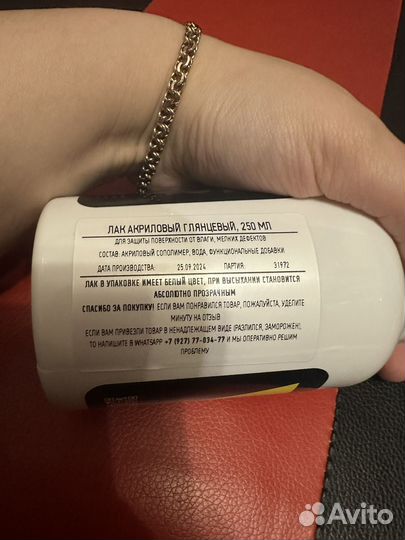 ЛАК АКРИЛОВЫЙ ГЛЯНЦЕВЫЙ, 250 МЛ
ДЛЯ ЗАЩИТЫ ПОВЕРХНОСТИ ОТ ВЛАГИ, МЕЛКИХ ДЕФЕКТОВ
СОСТАВ: АКРИЛОВЫЙ СОПОЛИМЕР, ВОДА, ФУНКЦИОНАЛЬНЫЕ ДОБАВКИ
ДАТА ПРОИЗВОДСТВА: 25.09.2024 ПАРТИЯ: 31972
ЛАК В УПАКОВКЕ ИМЕЕТ БЕЛЫЙ ЦВЕТ, ПРИ ВЫСЫХАНИИ СТАНОВИТСЯ
АБСОЛЮТНО ПРОЗРАЧНЫМ
СПАСИБО ЗА ПОКУПКУ! ЕСЛИ ВАМ ПОНРАВИЛСЯ ТОВАР, ПОЖАЛУЙСТА, УДЕЛИТЕ
МИНУТУ НА ОТЗЫВ
ЕСЛИ ВАМ ПРИВЕЗЛИ ТОВАР В НЕНАДЛЕЖАЩЕМ ВИДЕ (РАЗЛИЛСЯ, ЗАМОРОЖЕН),
ТО НАПИШИТЕ В WHATSAPP +7 (927) 77-034-77 И МЫ ОПЕРАТИВНО РЕШИМ
ПРОБЛЕМУ
Avito